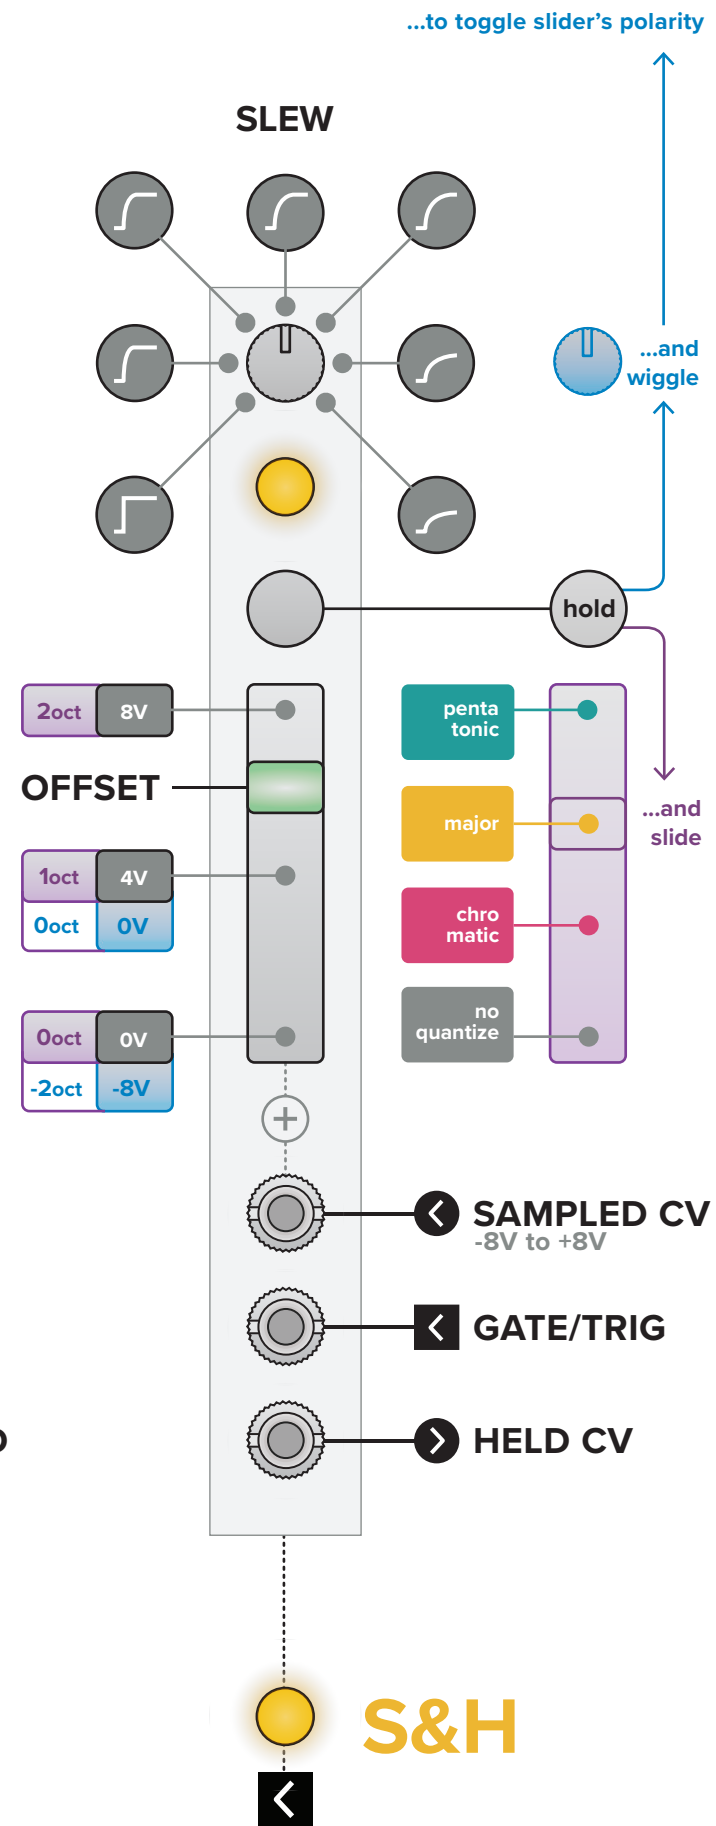 ...to toggle slider's polarity
SLEW
...and
wiggle
hold
2oct 8V
penta
tonic
OFFSET
major
...and
slide
1oct 4V
0oct 0V
chro
matic
no
quantize
0oct 0V
-2oct -8V
+
SAMPLED CV
-8V to +8V
GATE/TRIG
HELD CV
S&H